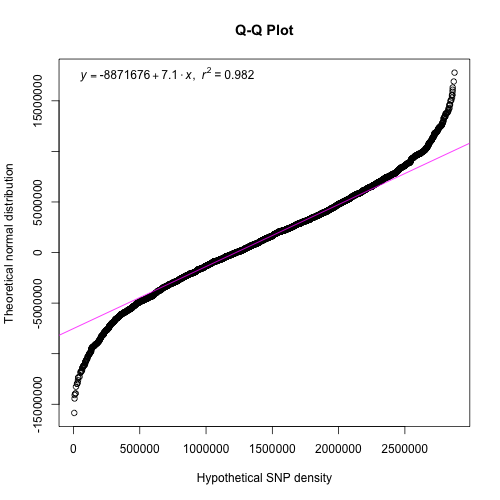 Q-Q Plot
y = -8871676 + 7.1 · x, r² = 0.982
Theoretical normal distribution
15000000
5000000
0
-5000000
-15000000
0 500000 1000000 1500000 2000000 2500000
Hypothetical SNP density